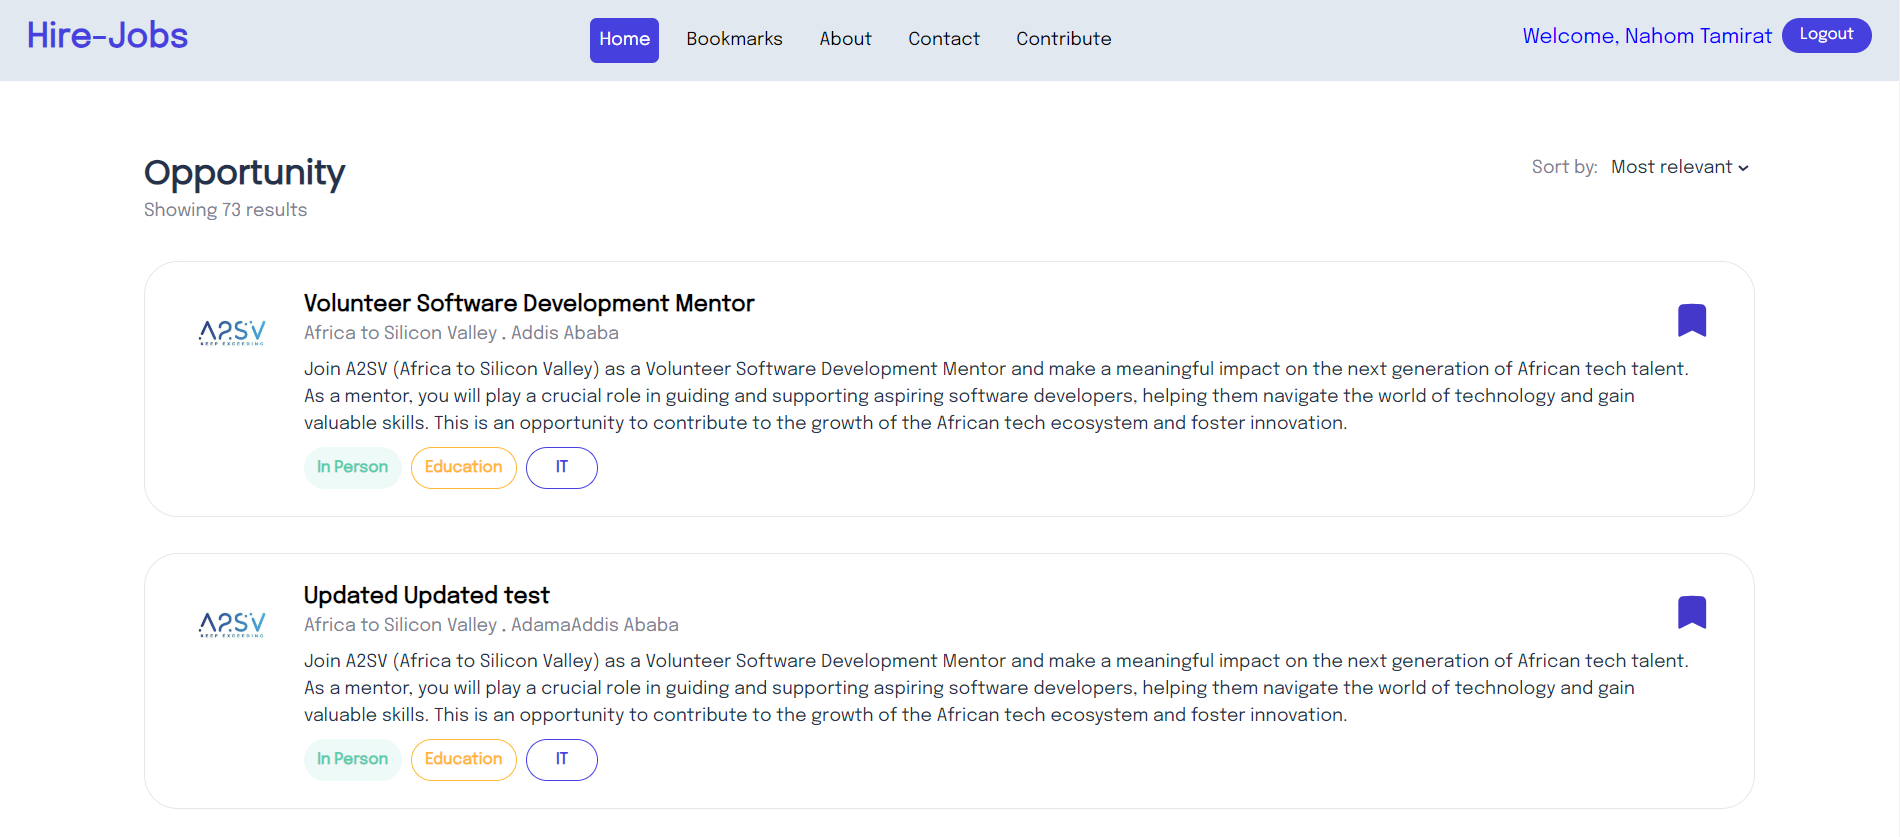 Hire-Jobs
Home Bookmarks About Contact Contribute
Welcome, Nahom Tamirat Logout
Opportunity
Sort by: Most relevant
Showing 73 results
A2SV
KEEP EXCEEDING
Volunteer Software Development Mentor
Africa to Silicon Valley . Addis Ababa
Join A2SV (Africa to Silicon Valley) as a Volunteer Software Development Mentor and make a meaningful impact on the next generation of African tech talent.
As a mentor, you will play a crucial role in guiding and supporting aspiring software developers, helping them navigate the world of technology and gain
valuable skills. This is an opportunity to contribute to the growth of the African tech ecosystem and foster innovation.
In Person Education IT
A2SV
KEEP EXCEEDING
Updated Updated test
Africa to Silicon Valley . AdamaAddis Ababa
Join A2SV (Africa to Silicon Valley) as a Volunteer Software Development Mentor and make a meaningful impact on the next generation of African tech talent.
As a mentor, you will play a crucial role in guiding and supporting aspiring software developers, helping them navigate the world of technology and gain
valuable skills. This is an opportunity to contribute to the growth of the African tech ecosystem and foster innovation.
In Person Education IT